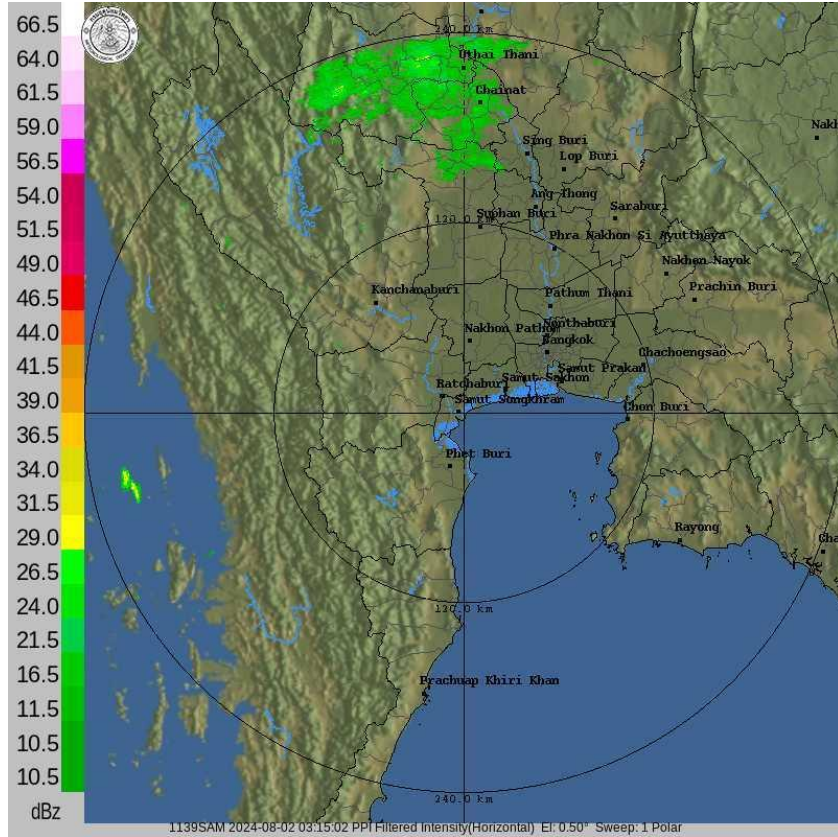 66.5
64.0
61.5
59.0
56.5
54.0
51.5
49.0
46.5
44.0
41.5
39.0
36.5
34.0
31.5
29.0
26.5
24.0
21.5
16.5
11.5
10.5
10.5
dBz
240.0 km
Uthai Thani
Chainat
Nakh
Sing Buri
Lop Buri
Ang Thong
Saraburi
Suphan Buri
130.0 km
Phra Nakhon Si Ayutthaya
Nakhon Nayok
Kanchanaburi
Prachin Buri
Pathum Thani
Nonthaburi
Nakhon Pathom
Bangkok
Chachoengsao
Samut Prakan
Samut Sakhon
Ratchaburi
Samut Songkhram
Chon Buri
Phet Buri
Rayong
Cha
130.0 km
Prachuap Khiri Khan
240.0 km
1139SAM 2024-08-02 03:15:02 PPI Filtered Intensity(Horizontal) El: 0.50° Sweep: 1 Polar